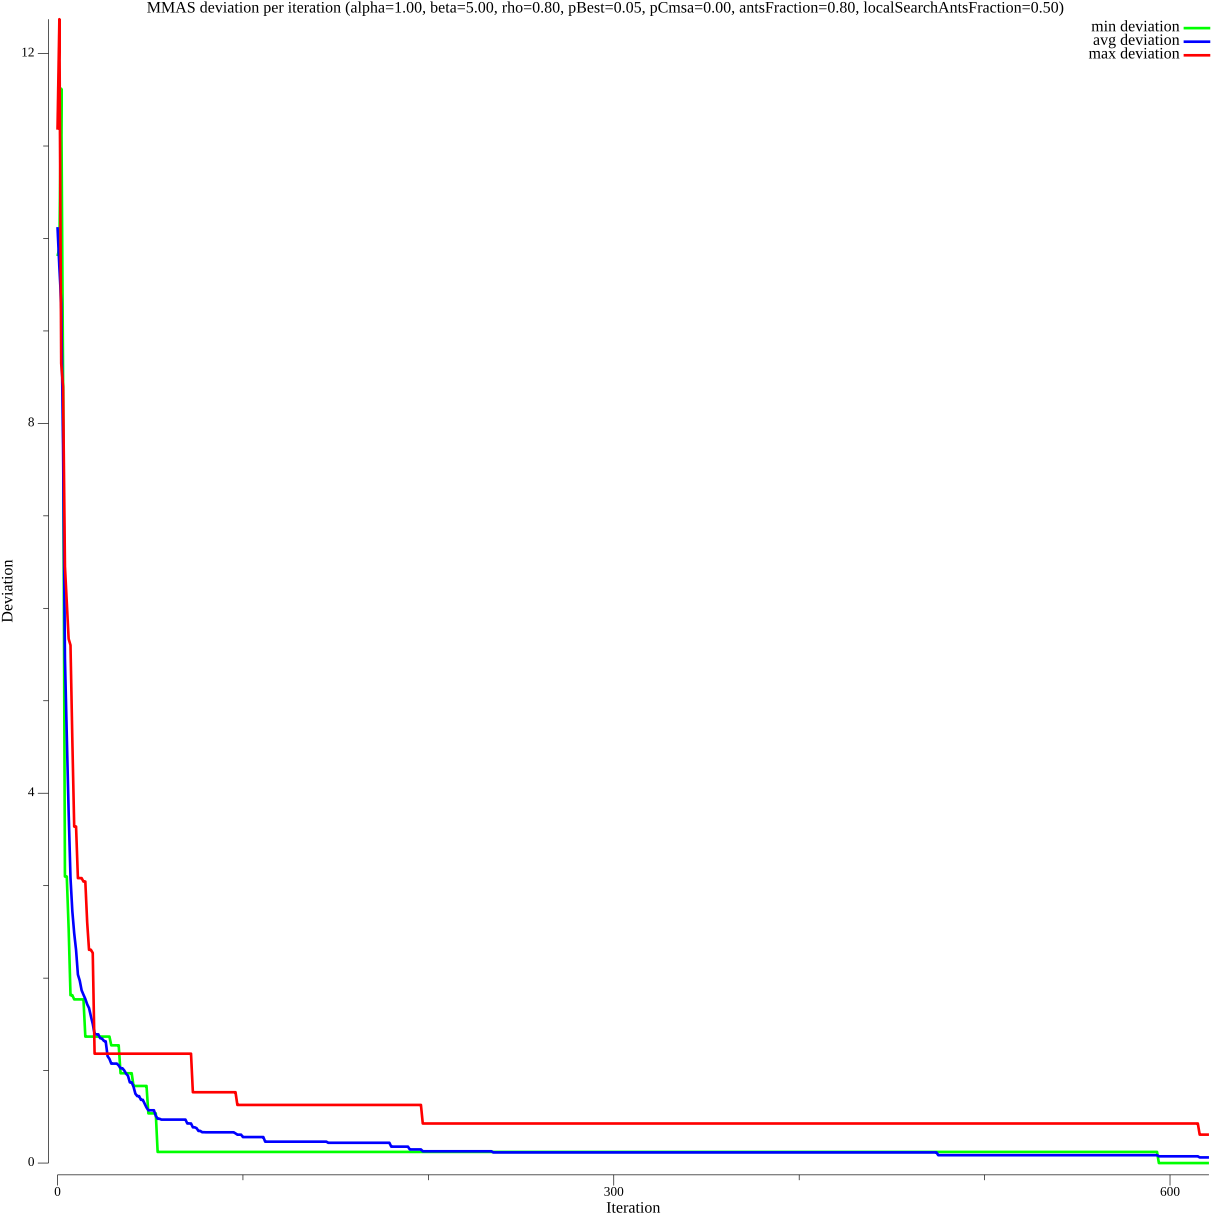 MMAS deviation per iteration (alpha=1.00, beta=5.00, rho=0.80, pBest=0.05, pCmsa=0.00, antsFraction=0.80, localSearchAntsFraction=0.50)
min deviation
avg deviation
max deviation
12
8
4
0
Deviation
0
300
600
Iteration